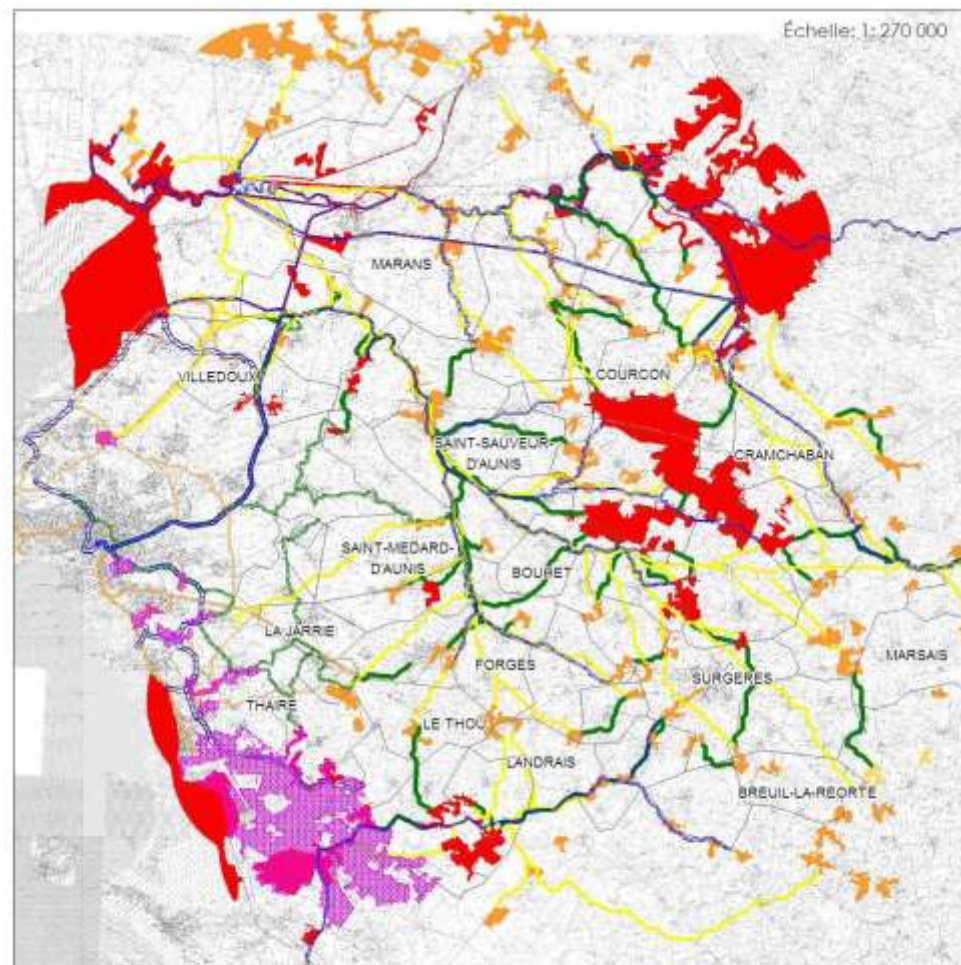 Échelle: 1: 270 000
MARANS
VILLEDOUX
COURCON
SAINT-SAUVEUR-
D'AUNIS
CRAMCHABAN
SAINT-MEDARD-
D'AUNIS
BOUHET
LA JARRIE
FORGES
MARSAIS
SURGERES
THAIRE
LE THOU
LANDRAIS
BREUIL-LA-REORTE